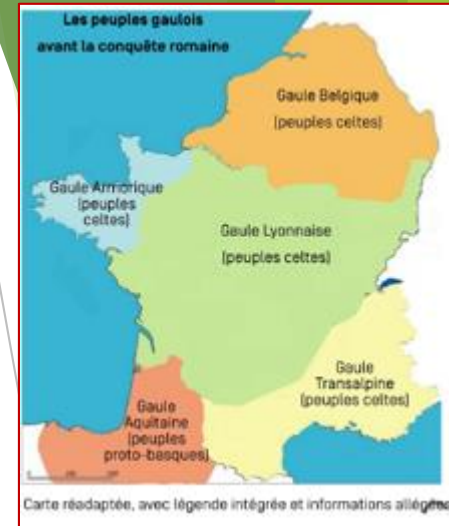 Les peuples gaulois
avant la conquête romaine
Gaule Belgique
(peuples celtes)
Gaule Armorique
(peuples
celtes)
Gaule Lyonnaise
(peuples celtes)
Gaule
Transalpine
(peuples celtes)
Gaule
Aquitaine
(peuples
proto-basques)
Carte réadaptée, avec légende intégrée et informations allégées